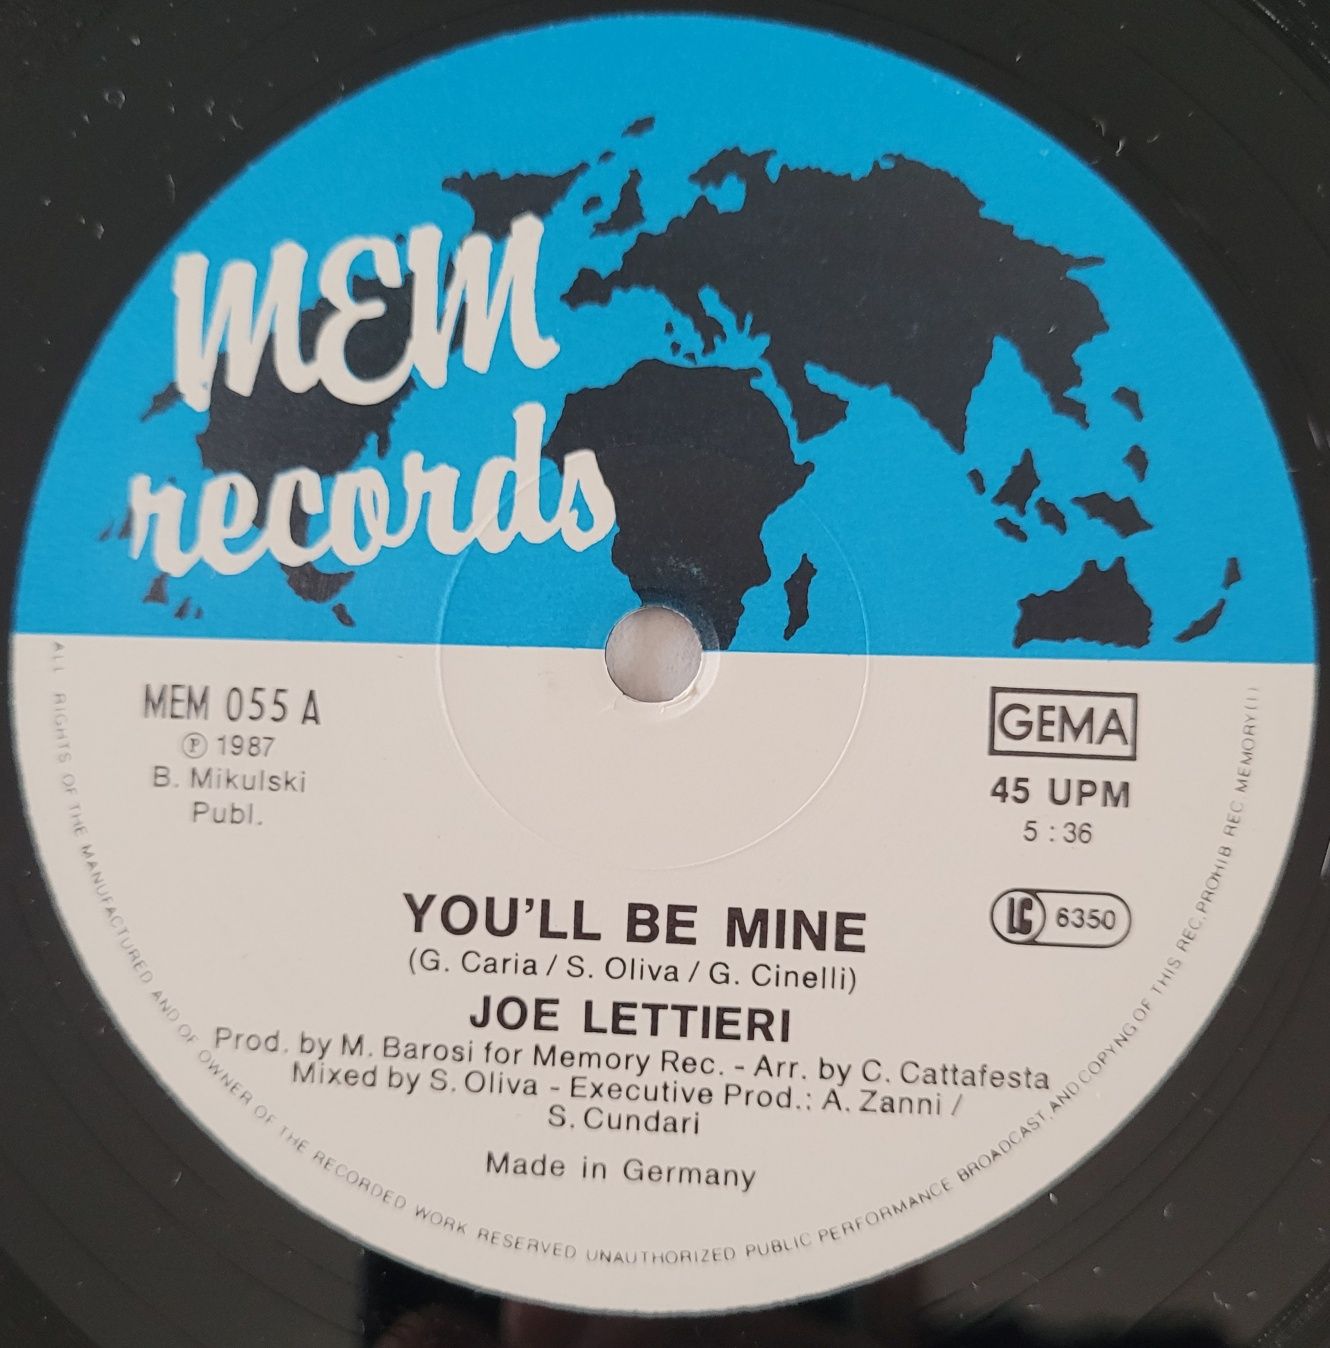 MEM
records
MEM 055 A
℗ 1987
B. Mikulski
Publ.
GEMA
45 UPM
5 : 36
LC 6350
YOU'LL BE MINE
(G. Caria / S. Oliva / G. Cinelli)
JOE LETTIERI
Prod. by M. Barosi for Memory Rec. - Arr. by C. Cattafesta
Mixed by S. Oliva - Executive Prod.: A. Zanni /
S. Cundari
Made in Germany
ALL RIGHTS OF THE MANUFACTURED AND OF OWNER OF THE RECORDED WORK RESERVED UNAUTHORIZED PUBLIC PERFORMANCE BROADCAST. AND COPYNG OF THIS REC. PROHIB REC MEMORY (I)